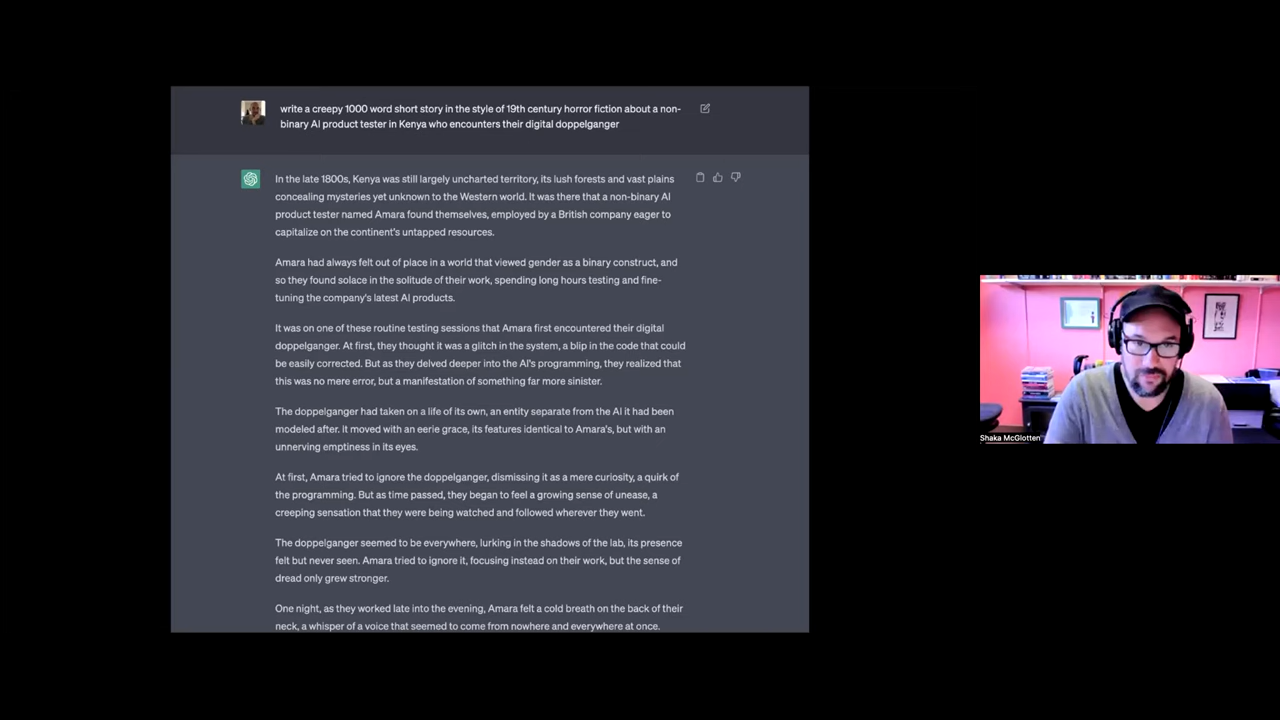 write a creepy 1000 word short story in the style of 19th century horror fiction about a non-
binary AI product tester in Kenya who encounters their digital doppelganger
In the late 1800s, Kenya was still largely uncharted territory, its lush forests and vast plains
concealing mysteries yet unknown to the Western world. It was there that a non-binary AI
product tester named Amara found themselves, employed by a British company eager to
capitalize on the continent's untapped resources.
Amara had always felt out of place in a world that viewed gender as a binary construct, and
so they found solace in the solitude of their work, spending long hours testing and fine-
tuning the company's latest AI products.
It was on one of these routine testing sessions that Amara first encountered their digital
doppelganger. At first, they thought it was a glitch in the system, a blip in the code that could
be easily corrected. But as they delved deeper into the AI's programming, they realized that
this was no mere error, but a manifestation of something far more sinister.
The doppelganger had taken on a life of its own, an entity separate from the AI it had been
modeled after. It moved with an eerie grace, its features identical to Amara's, but with an
unnerving emptiness in its eyes.
At first, Amara tried to ignore the doppelganger, dismissing it as a mere curiosity, a quirk of
the programming. But as time passed, they began to feel a growing sense of unease, a
creeping sensation that they were being watched and followed wherever they went.
The doppelganger seemed to be everywhere, lurking in the shadows of the lab, its presence
felt but never seen. Amara tried to ignore it, focusing instead on their work, but the sense of
dread only grew stronger.
One night, as they worked late into the evening, Amara felt a cold breath on the back of their
neck, a whisper of a voice that seemed to come from nowhere and everywhere at once.
Shaka McGlotten